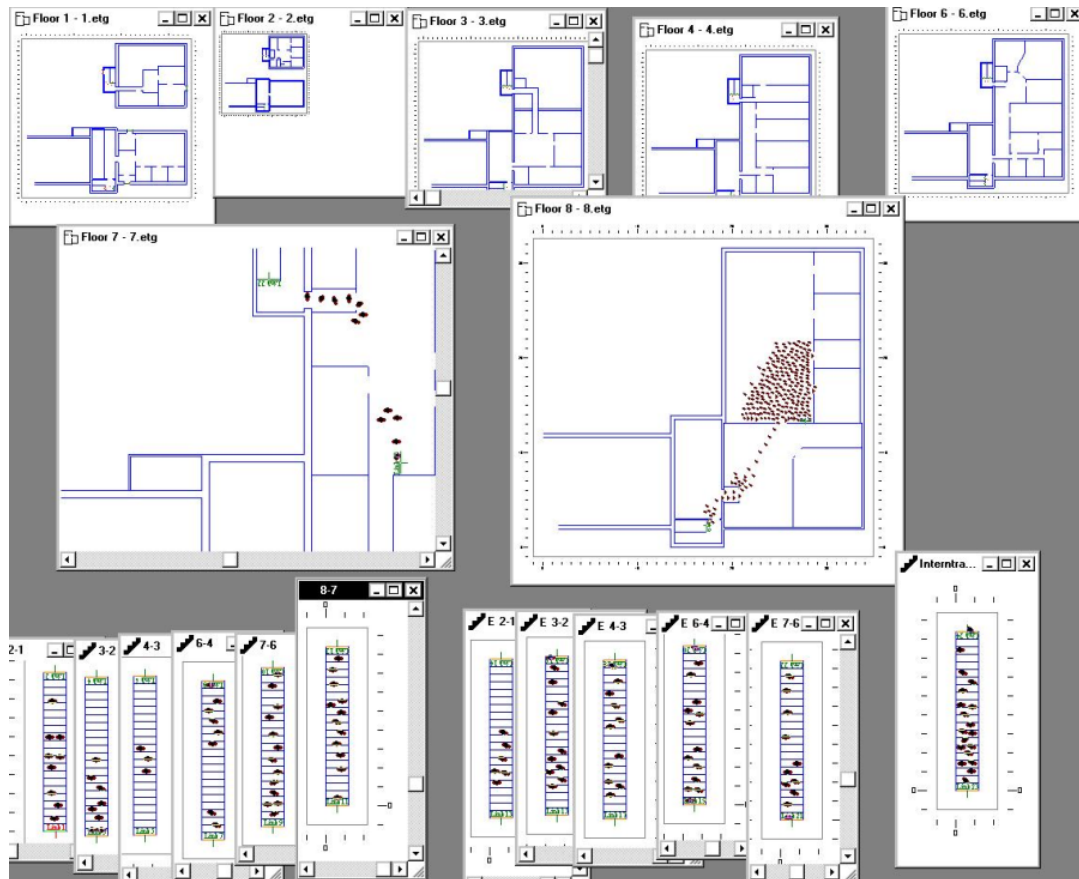 Floor 1 - 1.etg
Floor 2 - 2.etg
Floor 3 - 3.etg
Floor 4 - 4.etg
Floor 6 - 6.etg
Floor 7 - 7.etg
Floor 8 - 8.etg
2-1
3-2
4-3
6-4
7-6
8-7
E 2-1
E 3-2
E 4-3
E 6-4
E 7-6
Interntra...